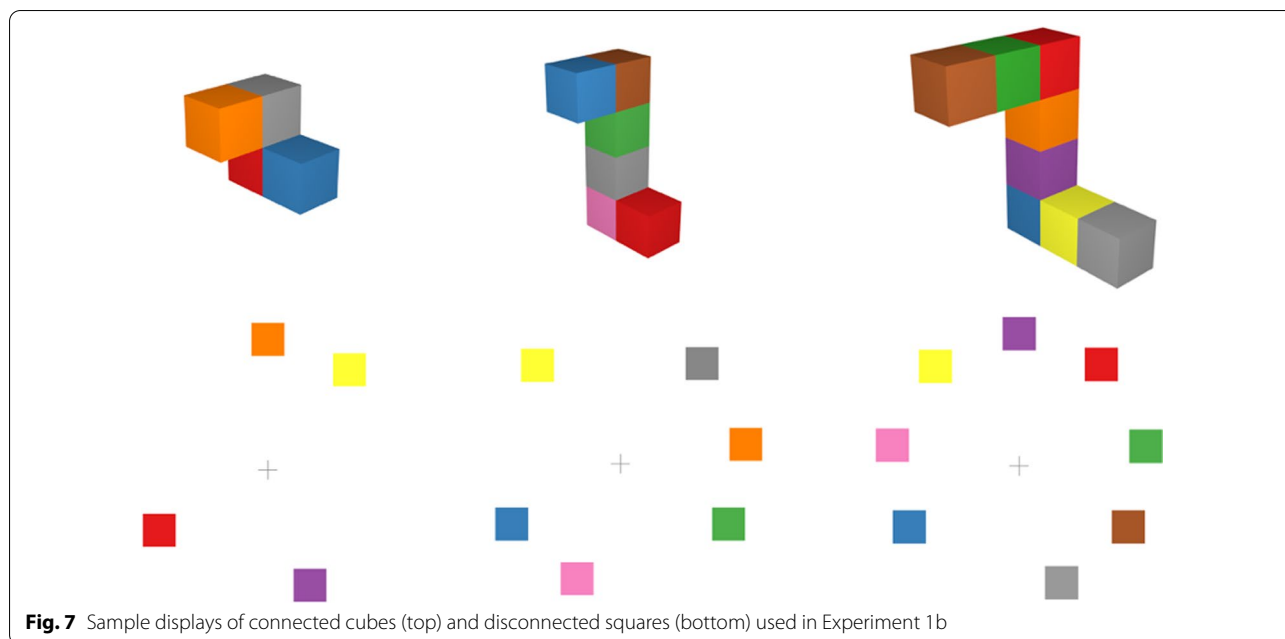 Fig. 7 Sample displays of connected cubes (top) and disconnected squares (bottom) used in Experiment 1b